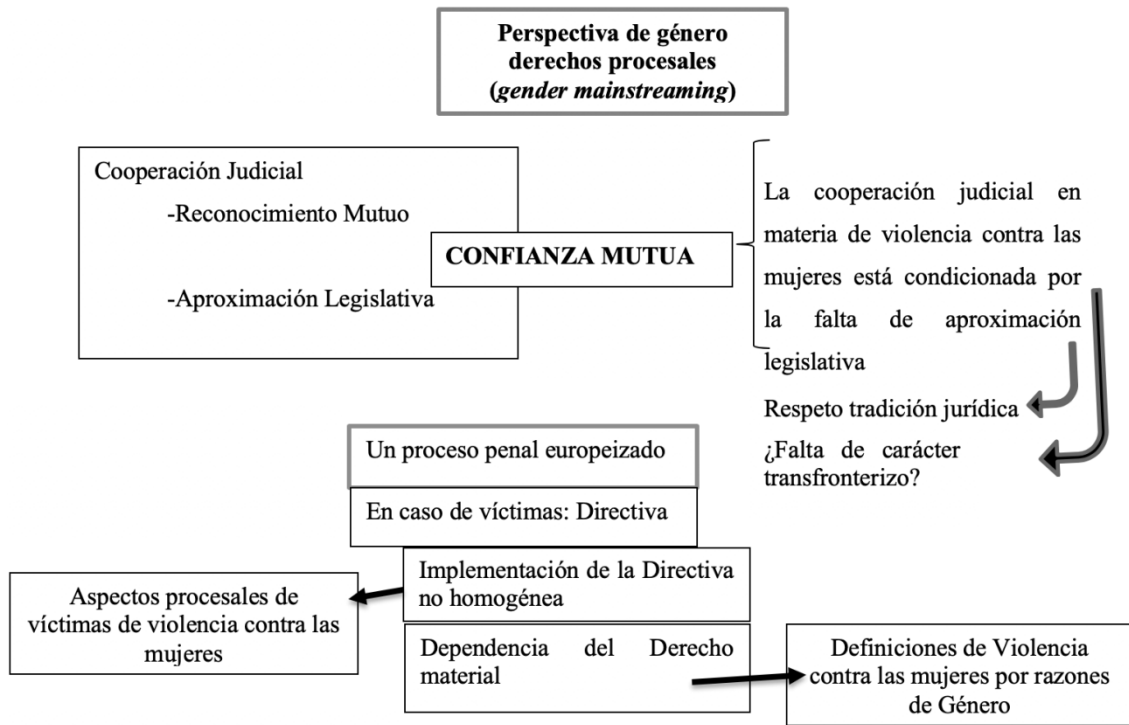 Perspectiva de género
derechos procesales
(gender mainstreaming)
Cooperación Judicial
-Reconocimiento Mutuo
-Aproximación Legislativa
CONFIANZA MUTUA
La cooperación judicial en
materia de violencia contra las
mujeres está condicionada por
la falta de aproximación
legislativa
Respeto tradición jurídica
¿Falta de carácter
transfronterizo?
Un proceso penal europeizado
En caso de víctimas: Directiva
Implementación de la Directiva
no homogénea
Aspectos procesales de
víctimas de violencia contra las
mujeres
Dependencia del Derecho
material
Definiciones de Violencia
contra las mujeres por razones
de Género